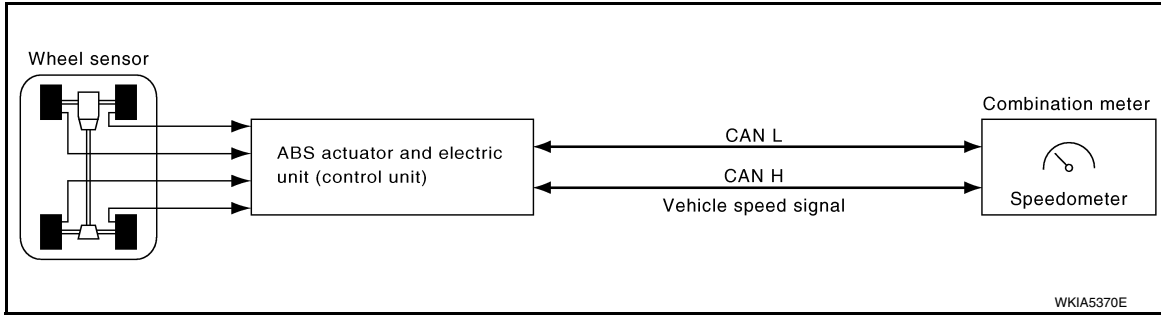 Wheel sensor
ABS actuator and electric
unit (control unit)
CAN L
CAN H
Vehicle speed signal
Combination meter
Speedometer
WKIA5370E